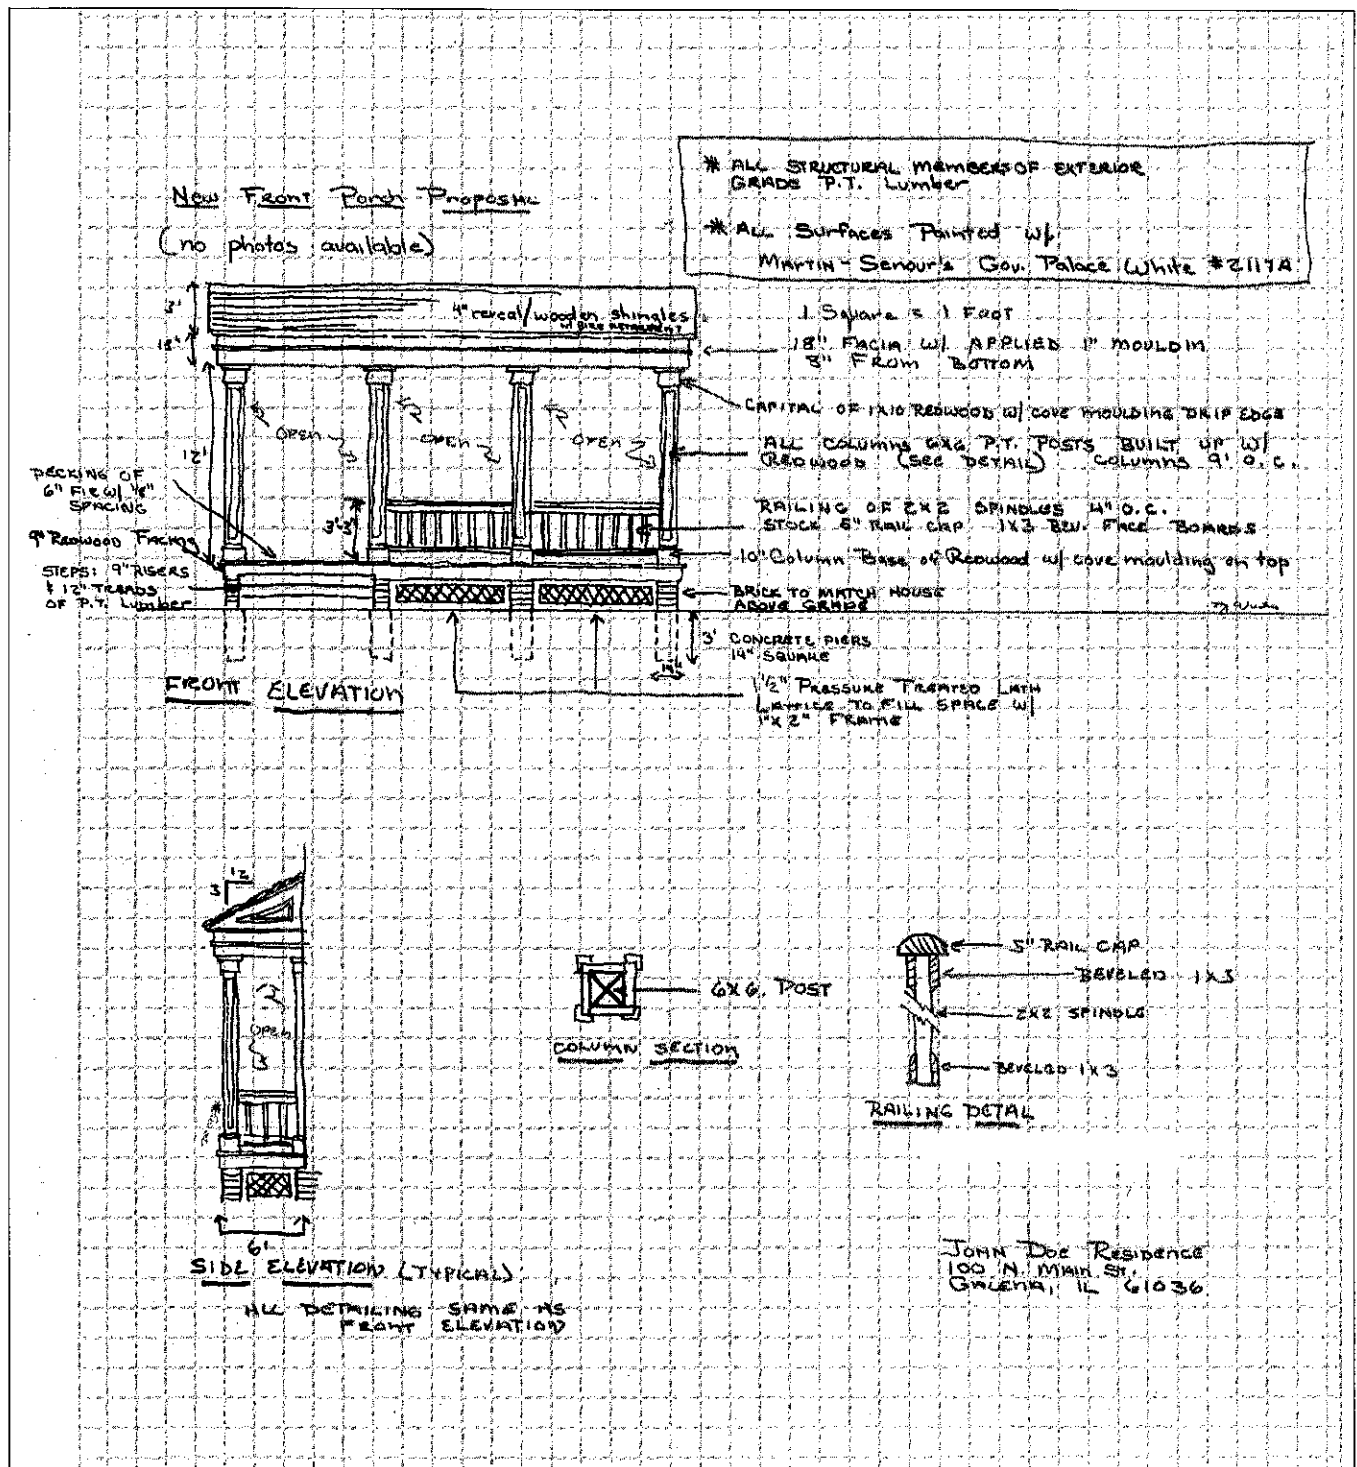 New Front Porch Proposal
(no photos available)
* ALL STRUCTURAL MEMBERS OF EXTERIOR
GRADE P.T. Lumber
* ALL Surfaces Painted w/
MARTIN-Senour's Gov. Palace White #2117A
3'
18"
12'
4" reveal/wooden shingles
w/ FIRE RETARDENT
1 Square = 1 FOOT
18" FACIA W/ APPLIED 1" MOULDIN
8" FROM BOTTOM
CAPITAL OF 1X10 REDWOOD W/ COVE MOULDING DRIP EDGE
OPEN
OPEN
OPEN
ALL COLUMNS 6X6 P.T. POSTS BUILT UP W/
REDWOOD (SEE DETAIL) COLUMNS 9' O.C.
DECKING OF
6" FIR W/ 1/8"
SPACING
3'3"
RAILING OF 2X2 SPINDLES 4" O.C.
STOCK 5" RAIL CAP 1X3 BEV. FACE BOARDS
9" REDWOOD FACIA
10" Column Base of Redwood w/ cove moulding on top
STEPS: 9" RISERS
& 12" TREADS
OF P.T. Lumber
BRICK TO MATCH HOUSE
ABOVE GRADE
3' CONCRETE PIERS
14" SQUARE
14"
FRONT ELEVATION
1 1/2" PRESSURE TREATED LATH
LATTICE TO FILL SPACE W/
1" X 2" FRAME
12
3
OPEN
6'
SIDE ELEVATION (TYPICAL)
ALL DETAILING SAME AS
FRONT ELEVATION
6X6 POST
COLUMN SECTION
5" RAIL CAP
BEVELED 1X3
2X2 SPINDLE
BEVELED 1X3
RAILING DETAL
JOHN DOE RESIDENCE
100 N. MAIN ST.
GALENA, IL 61036